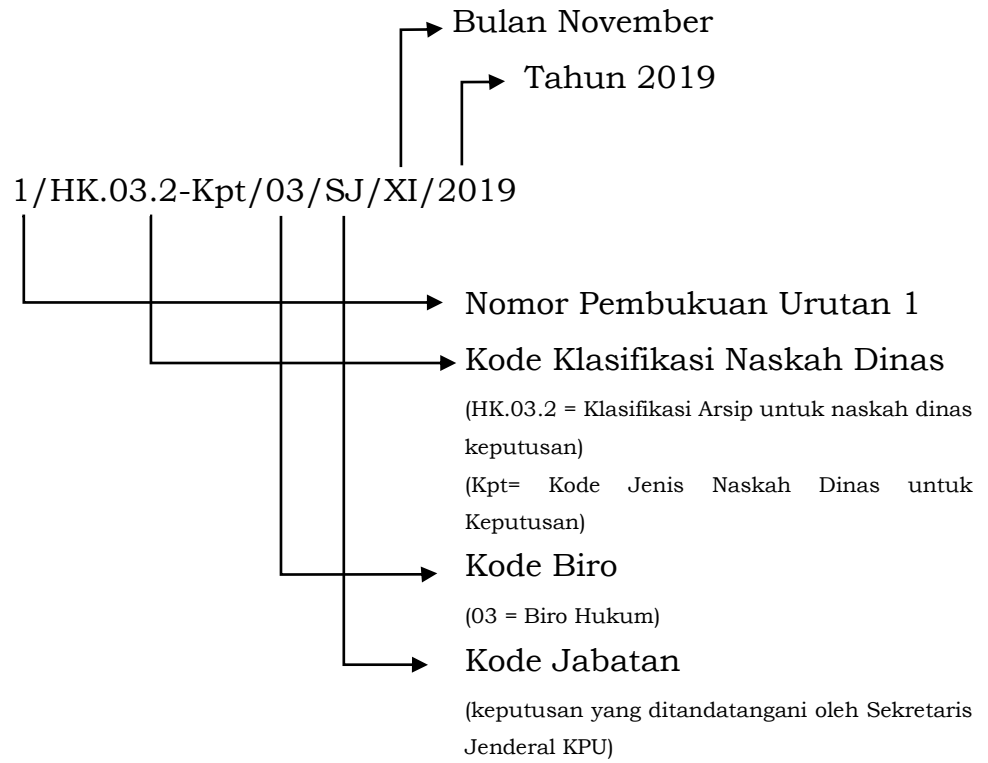 Bulan November
Tahun 2019
1/HK.03.2-Kpt/03/SJ/XI/2019
Nomor Pembukuan Urutan 1
Kode Klasifikasi Naskah Dinas
(HK.03.2 = Klasifikasi Arsip untuk naskah dinas
keputusan)
(Kpt= Kode Jenis Naskah Dinas untuk
Keputusan)
Kode Biro
(03 = Biro Hukum)
Kode Jabatan
(keputusan yang ditandatangani oleh Sekretaris
Jenderal KPU)